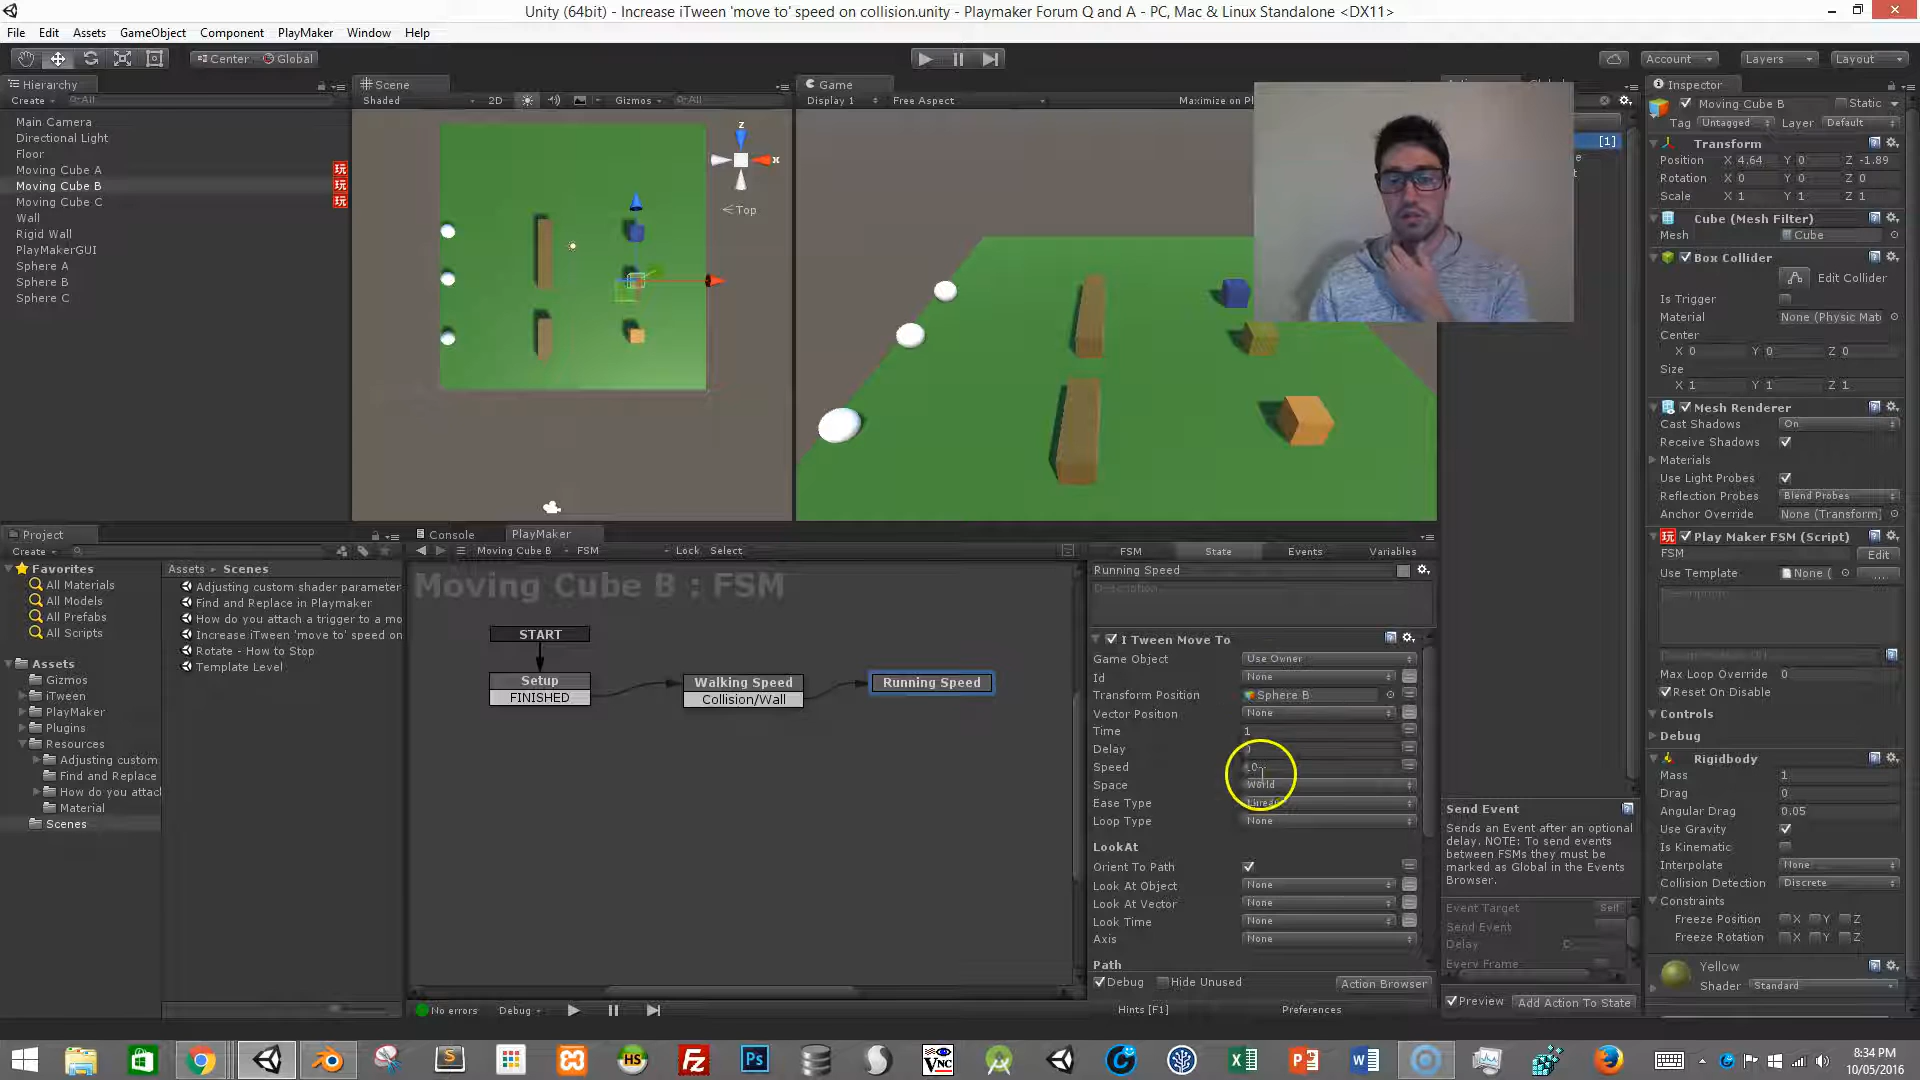 Unity (64bit) - Increase iTween 'move to' speed on collision.unity - Playmaker Forum Q and A - PC, Mac & Linux Standalone <DX11>
File Edit Assets GameObject Component PlayMaker Window Help
Center Global Account Layers Layout
Hierarchy Scene Game Inspector
Create All Shaded 2D Gizmos All Display 1 Free Aspect Maximize on Pl
Main Camera
Directional Light
Floor
Moving Cube A
Moving Cube B
Moving Cube C
Wall
Rigid Wall
PlayMakerGUI
Sphere A
Sphere B
Sphere C
z
x
Top
[1]
Moving Cube B Static
Tag Untagged Layer Default
Transform
Position X 4.64 Y 0 Z -1.89
Rotation X 0 Y 0 Z 0
Scale X 1 Y 1 Z 1
Cube (Mesh Filter)
Mesh Cube
Box Collider
Edit Collider
Is Trigger
Material None (Physic Mat
Center
X 0 Y 0 Z 0
Size
X 1 Y 1 Z 1
Mesh Renderer
Cast Shadows On
Receive Shadows
Materials
Use Light Probes
Reflection Probes Blend Probes
Anchor Override None (Transform)
玩 Play Maker FSM (Script)
FSM Edit
Use Template None ( ...
Description...
Max Loop Override 0
Reset On Disable
Controls
Debug
Rigidbody
Mass 1
Drag 0
Angular Drag 0.05
Use Gravity
Is Kinematic
Interpolate None
Collision Detection Discrete
Constraints
Freeze Position X Y Z
Freeze Rotation X Y Z
Yellow
Shader Standard
Project
Create
Favorites
All Materials
All Models
All Prefabs
All Scripts
Assets
Gizmos
iTween
PlayMaker
Plugins
Resources
Adjusting custom
Find and Replace
How do you attac
Material
Scenes
Assets Scenes
Adjusting custom shader parameter
Find and Replace in Playmaker
How do you attach a trigger to a mo
Increase iTween 'move to' speed on
Rotate - How to Stop
Template Level
Console PlayMaker
Moving Cube B FSM Lock Select
Moving Cube B : FSM
START
Setup
FINISHED
Walking Speed
Collision/Wall
Running Speed
No errors Debug
FSM State Events Variables
Running Speed
Description...
I Tween Move To
Game Object Use Owner
Id None
Transform Position Sphere B
Vector Position None
Time 1
Delay
Speed
Space World
Ease Type Linear
Loop Type None
LookAt
Orient To Path
Look At Object None
Look At Vector None
Look Time None
Axis None
Path
Debug Hide Unused Action Browser
Hints [F1] Preferences
Send Event
Sends an Event after an optional
delay. NOTE: To send events
between FSMs they must be
marked as Global in the Events
Browser.
Event Target Self
Send Event
Delay
Every Frame
Preview Add Action To State
8:34 PM
10/05/2016